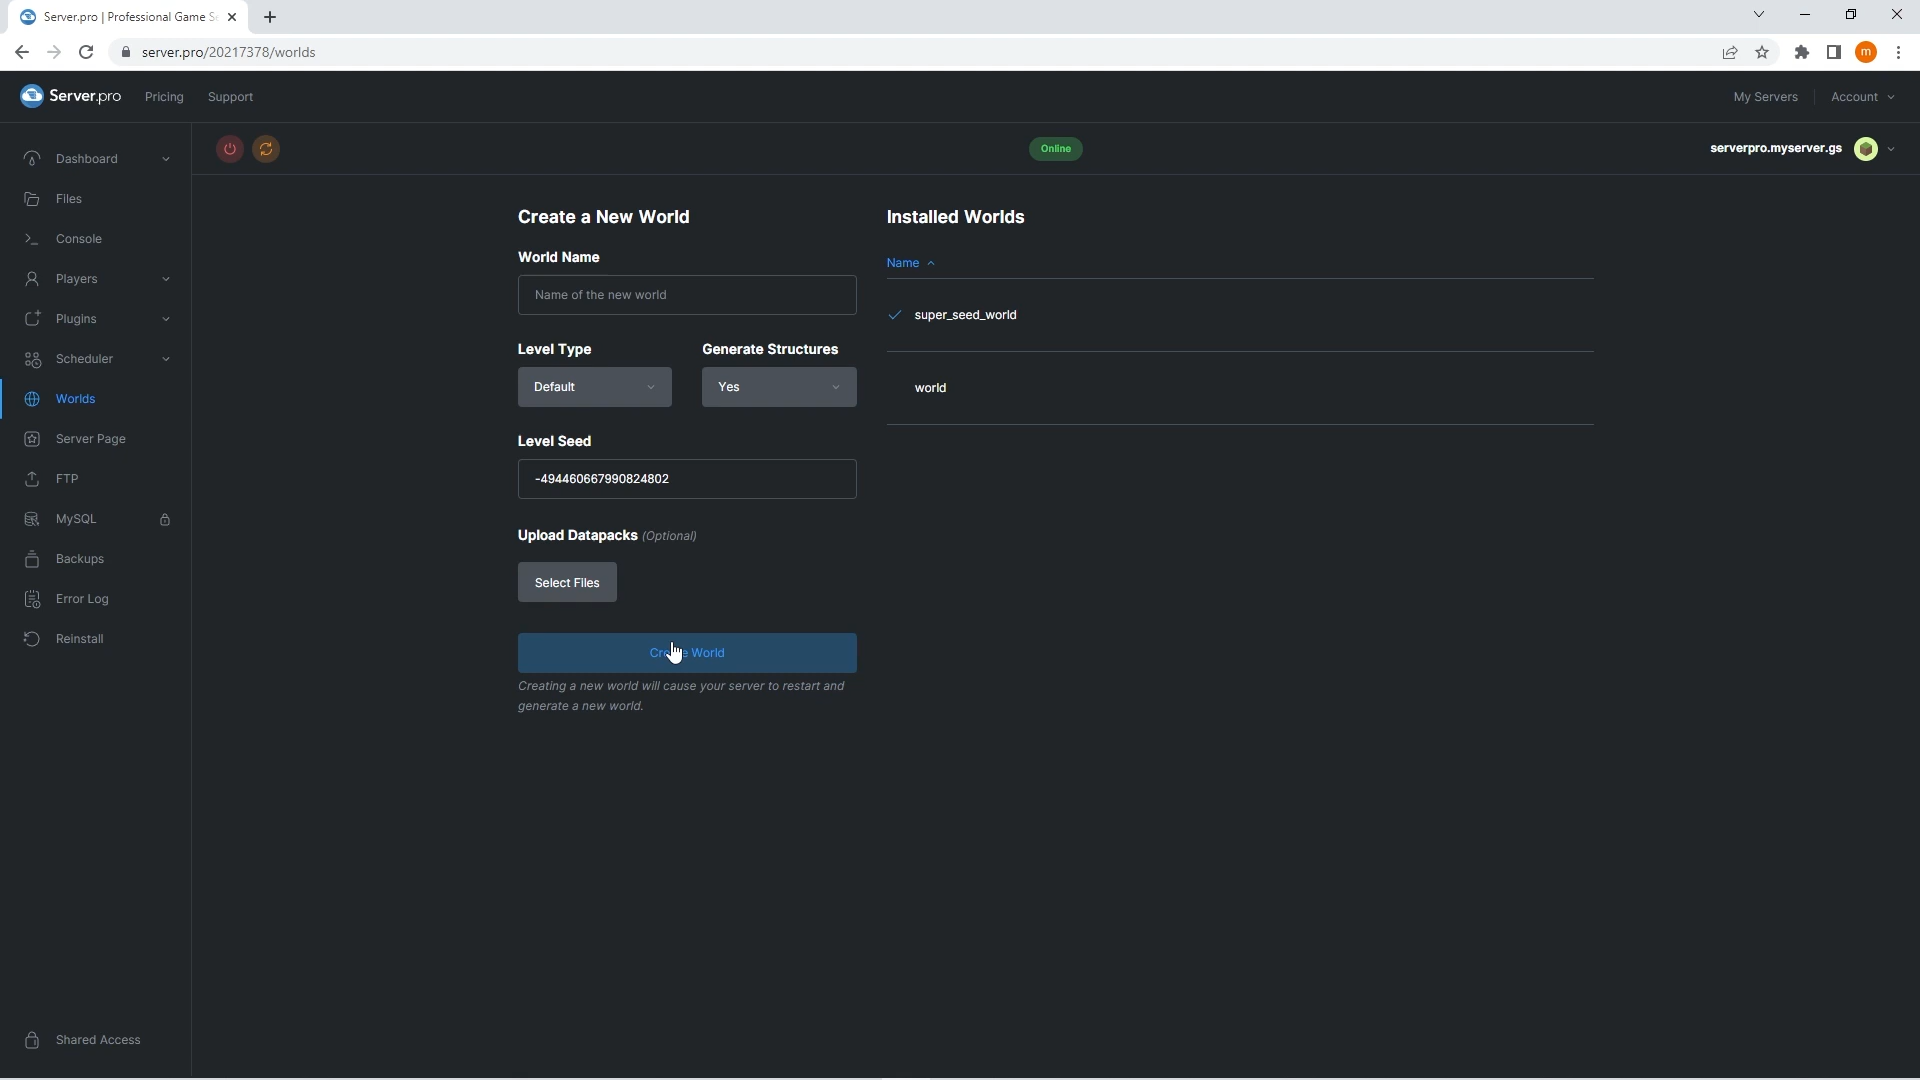 Server.pro | Professional Game S
server.pro/20217378/worlds
m
Server.pro
Pricing
Support
My Servers
Account
Dashboard
Files
Console
Players
Plugins
Scheduler
Worlds
Server Page
FTP
MySQL
Backups
Error Log
Reinstall
Shared Access
Online
serverpro.myserver.gs
Create a New World
World Name
Name of the new world
Level Type
Generate Structures
Default
Yes
Level Seed
-494460667990824802
Upload Datapacks (Optional)
Select Files
Create World
Creating a new world will cause your server to restart and
generate a new world.
Installed Worlds
Name
super_seed_world
world